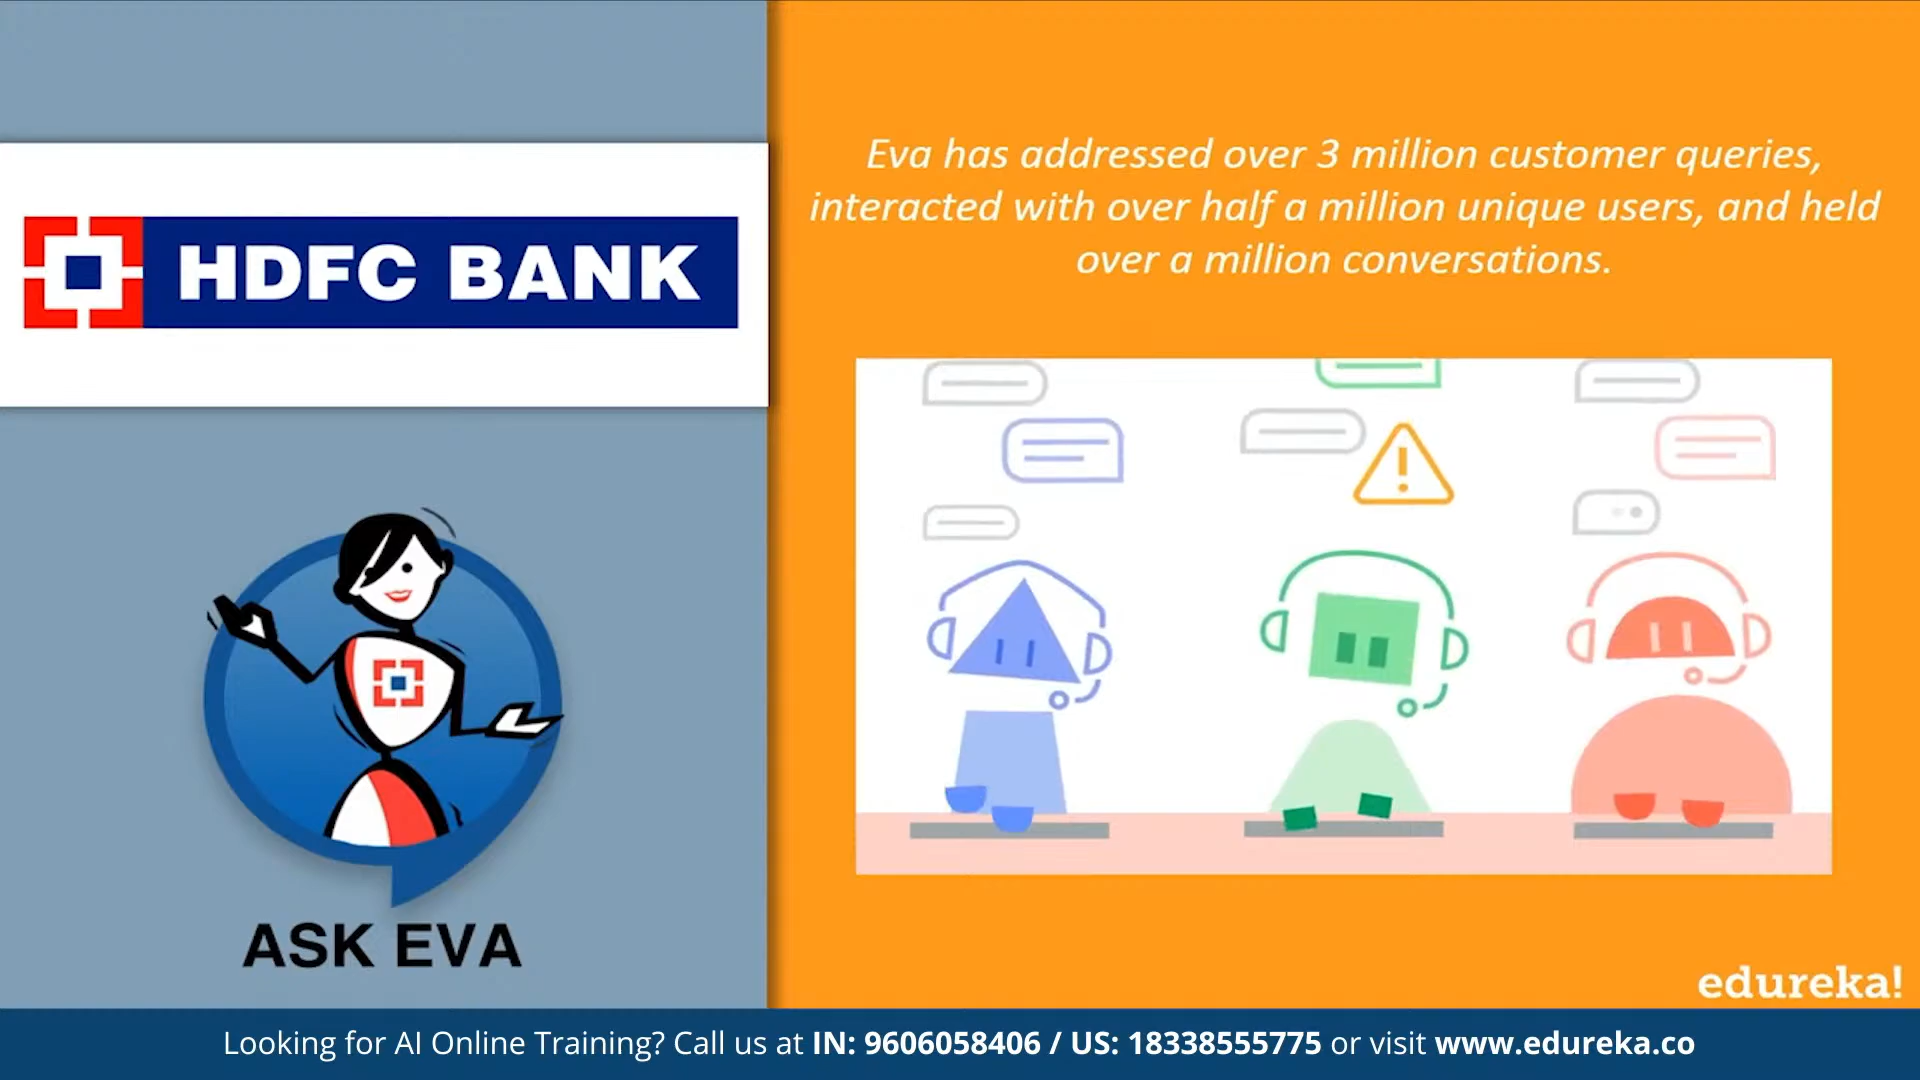 HDFC BANK
ASK EVA
Eva has addressed over 3 million customer queries,
interacted with over half a million unique users, and held
over a million conversations.
edureka!
Looking for AI Online Training? Call us at IN: 9606058406 / US: 18338555775 or visit www.edureka.co